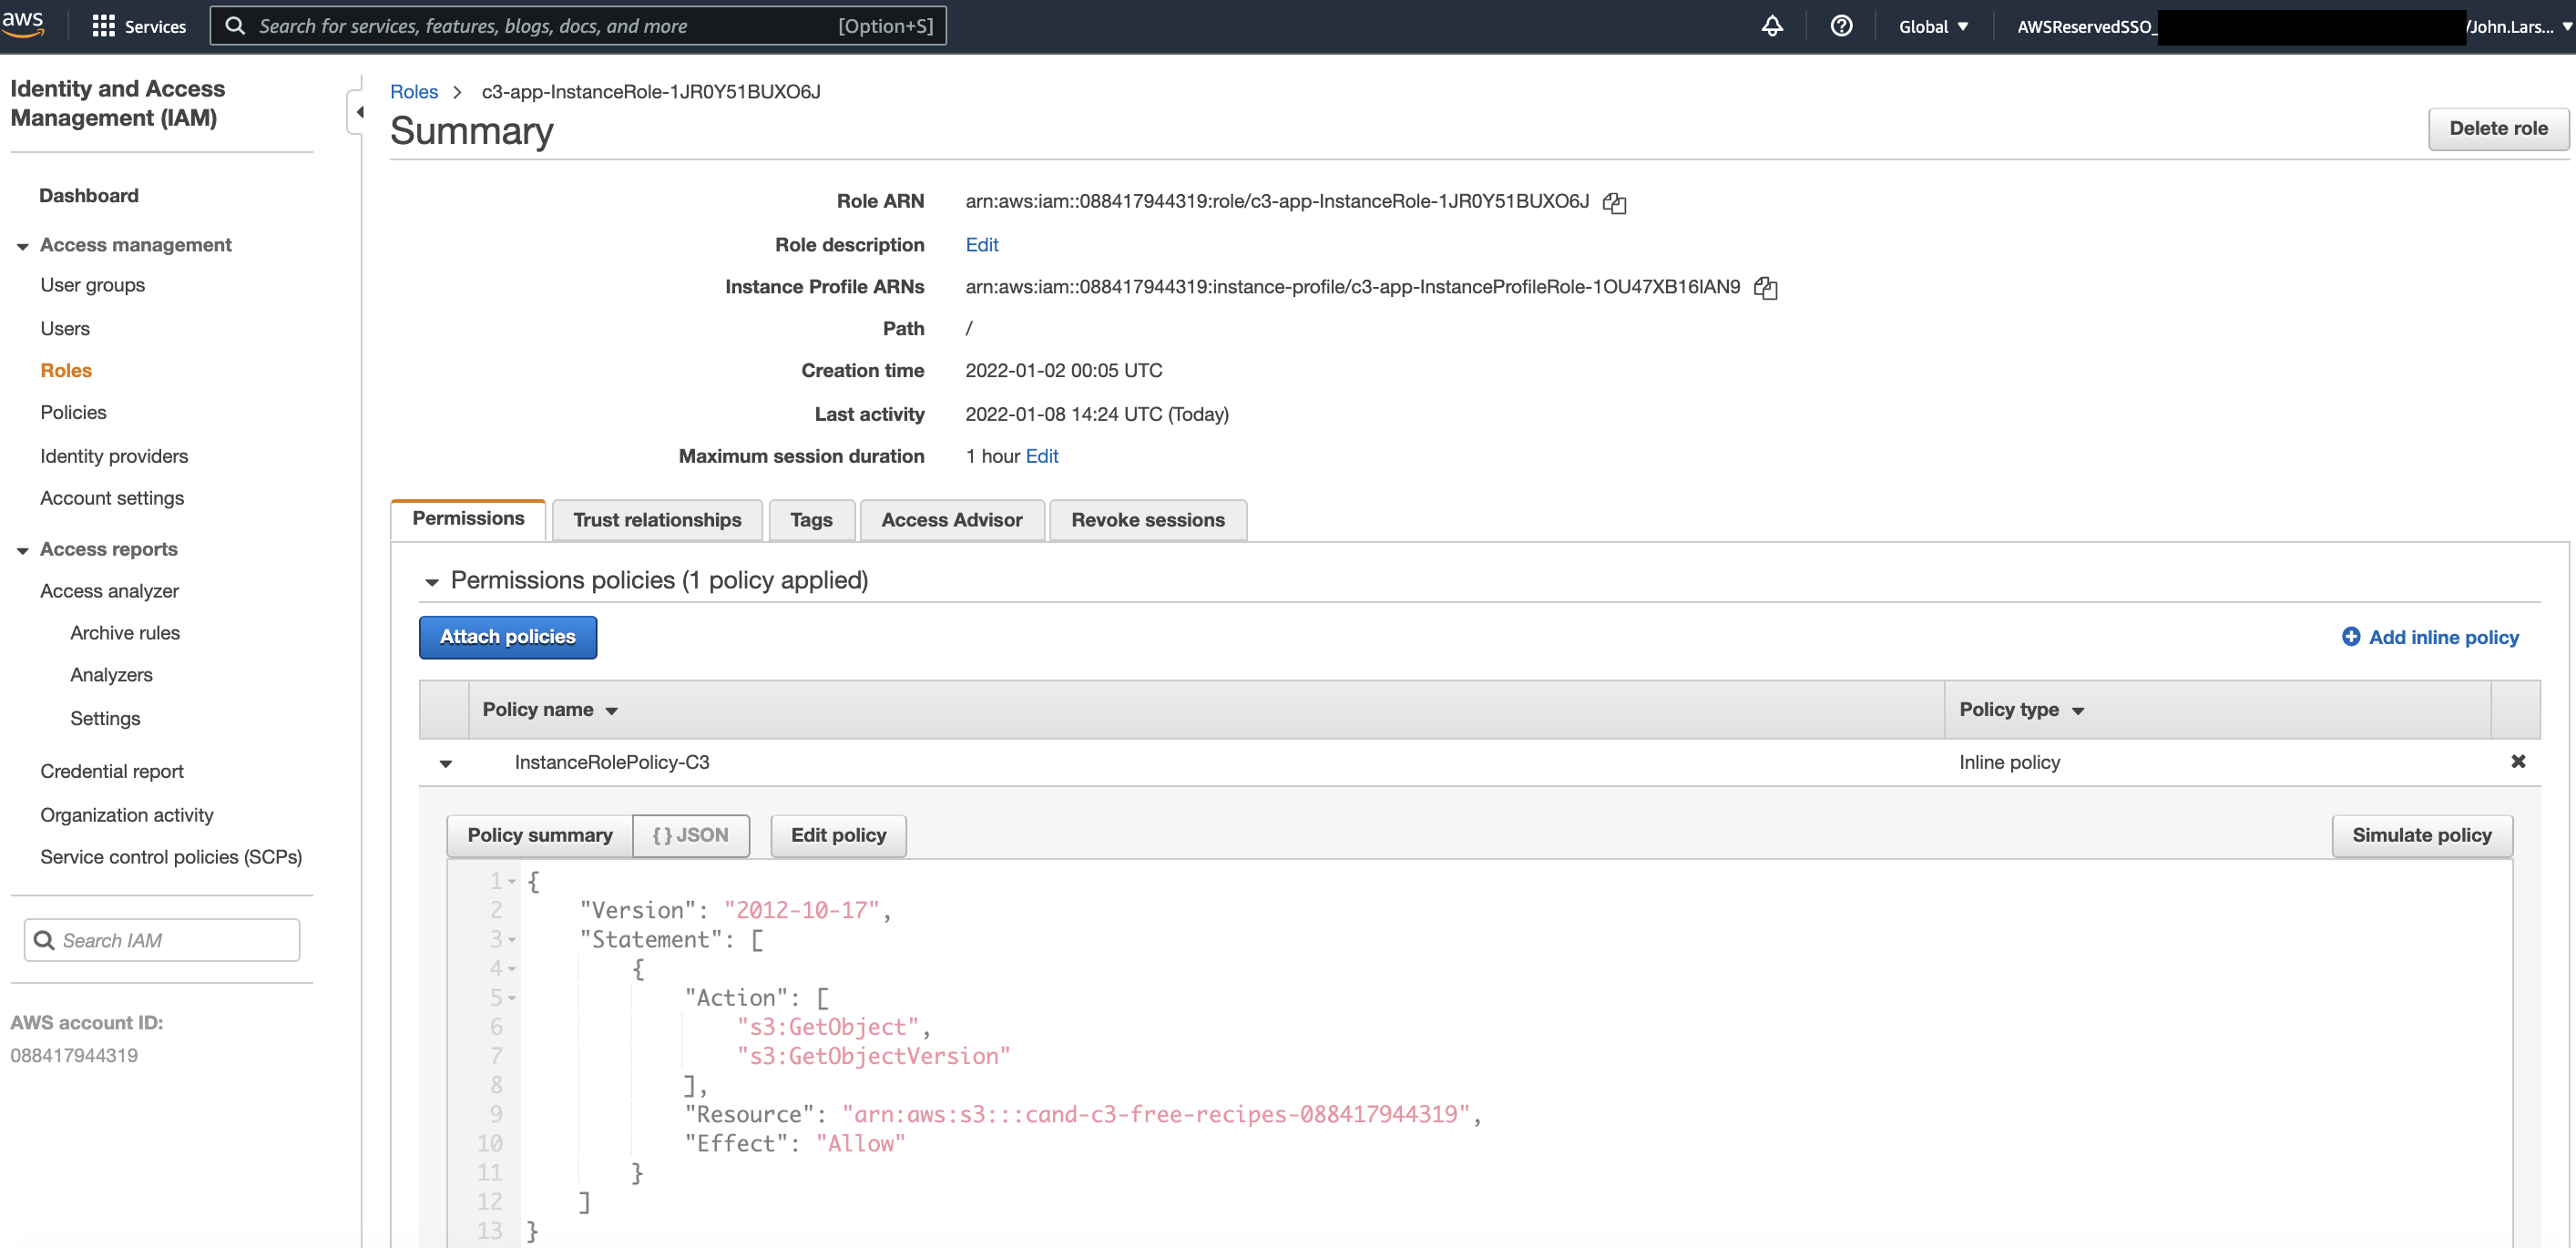 aws
Services
Search for services, features, blogs, docs, and more [Option+S]
Global
AWSReservedSSO_ /John.Lars...
Identity and Access
Management (IAM)
Dashboard
Access management
User groups
Users
Roles
Policies
Identity providers
Account settings
Access reports
Access analyzer
Archive rules
Analyzers
Settings
Credential report
Organization activity
Service control policies (SCPs)
Search IAM
AWS account ID:
088417944319
Roles > c3-app-InstanceRole-1JR0Y51BUXO6J
Summary
Delete role
Role ARN arn:aws:iam::088417944319:role/c3-app-InstanceRole-1JR0Y51BUXO6J
Role description Edit
Instance Profile ARNs arn:aws:iam::088417944319:instance-profile/c3-app-InstanceProfileRole-1OU47XB16IAN9
Path /
Creation time 2022-01-02 00:05 UTC
Last activity 2022-01-08 14:24 UTC (Today)
Maximum session duration 1 hour Edit
Permissions Trust relationships Tags Access Advisor Revoke sessions
Permissions policies (1 policy applied)
Attach policies
Add inline policy
Policy name Policy type
InstanceRolePolicy-C3 Inline policy
Policy summary { } JSON Edit policy Simulate policy
1 {
2 "Version": "2012-10-17",
3 "Statement": [
4 {
5 "Action": [
6 "s3:GetObject",
7 "s3:GetObjectVersion"
8 ],
9 "Resource": "arn:aws:s3:::cand-c3-free-recipes-088417944319",
10 "Effect": "Allow"
11 }
12 ]
13 }